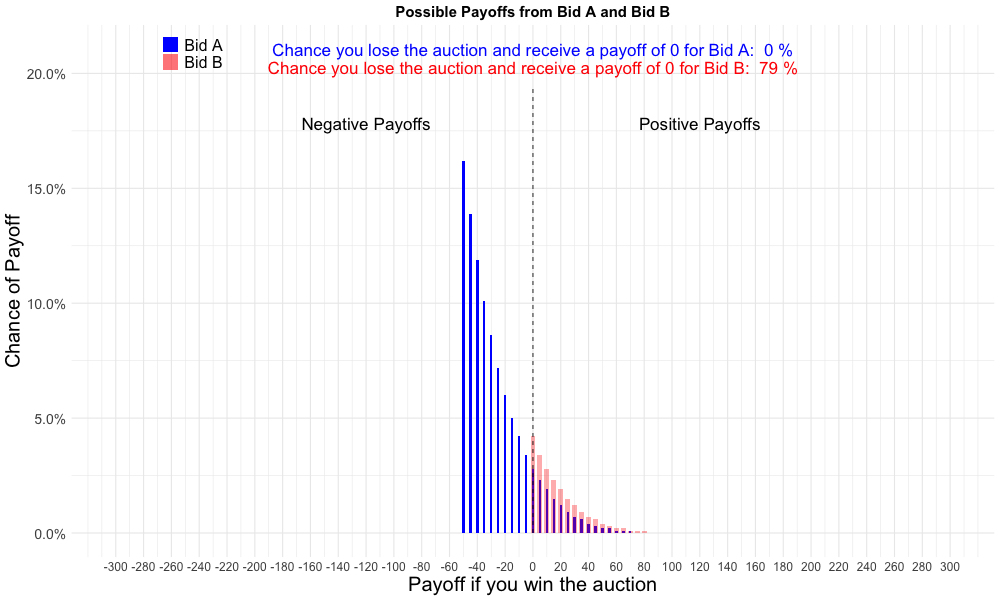 Possible Payoffs from Bid A and Bid B
Bid A
Bid B
Chance you lose the auction and receive a payoff of 0 for Bid A:  0 %
Chance you lose the auction and receive a payoff of 0 for Bid B:  79 %
Negative Payoffs
Positive Payoffs
Chance of Payoff
20.0%
15.0%
10.0%
5.0%
0.0%
-300 -280 -260 -240 -220 -200 -180 -160 -140 -120 -100 -80 -60 -40 -20 0 20 40 60 80 100 120 140 160 180 200 220 240 260 280 300
Payoff if you win the auction